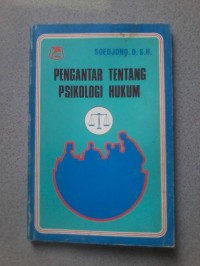 SOEDJONO, D. S.H.
PENGANTAR TENTANG
PSIKOLOGI HUKUM